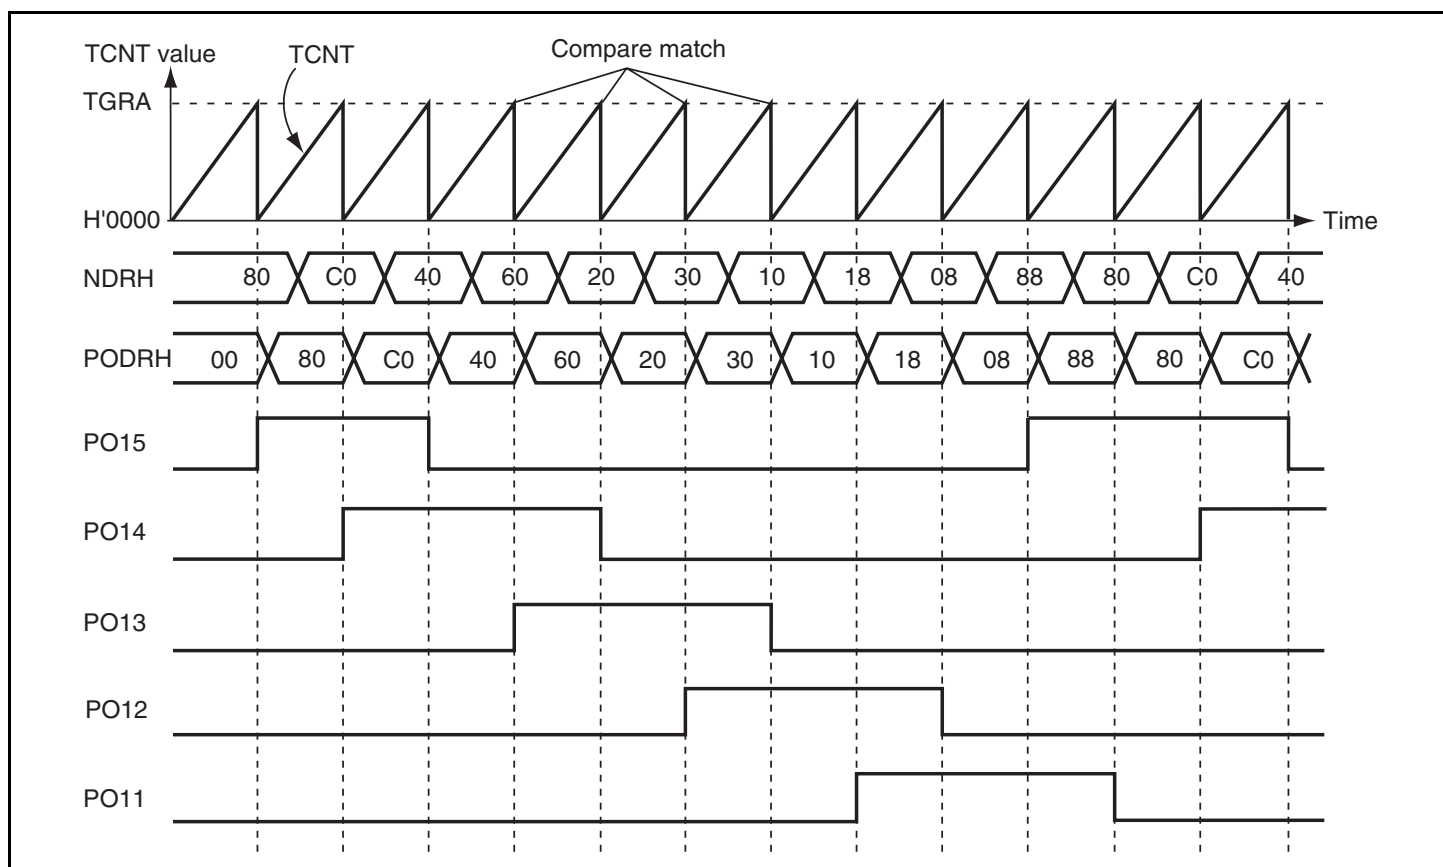 TCNT value
TCNT
Compare match
TGRA
H'0000
Time
NDRH 80 C0 40 60 20 30 10 18 08 88 80 C0 40
PODRH 00 80 C0 40 60 20 30 10 18 08 88 80 C0
PO15
PO14
PO13
PO12
PO11